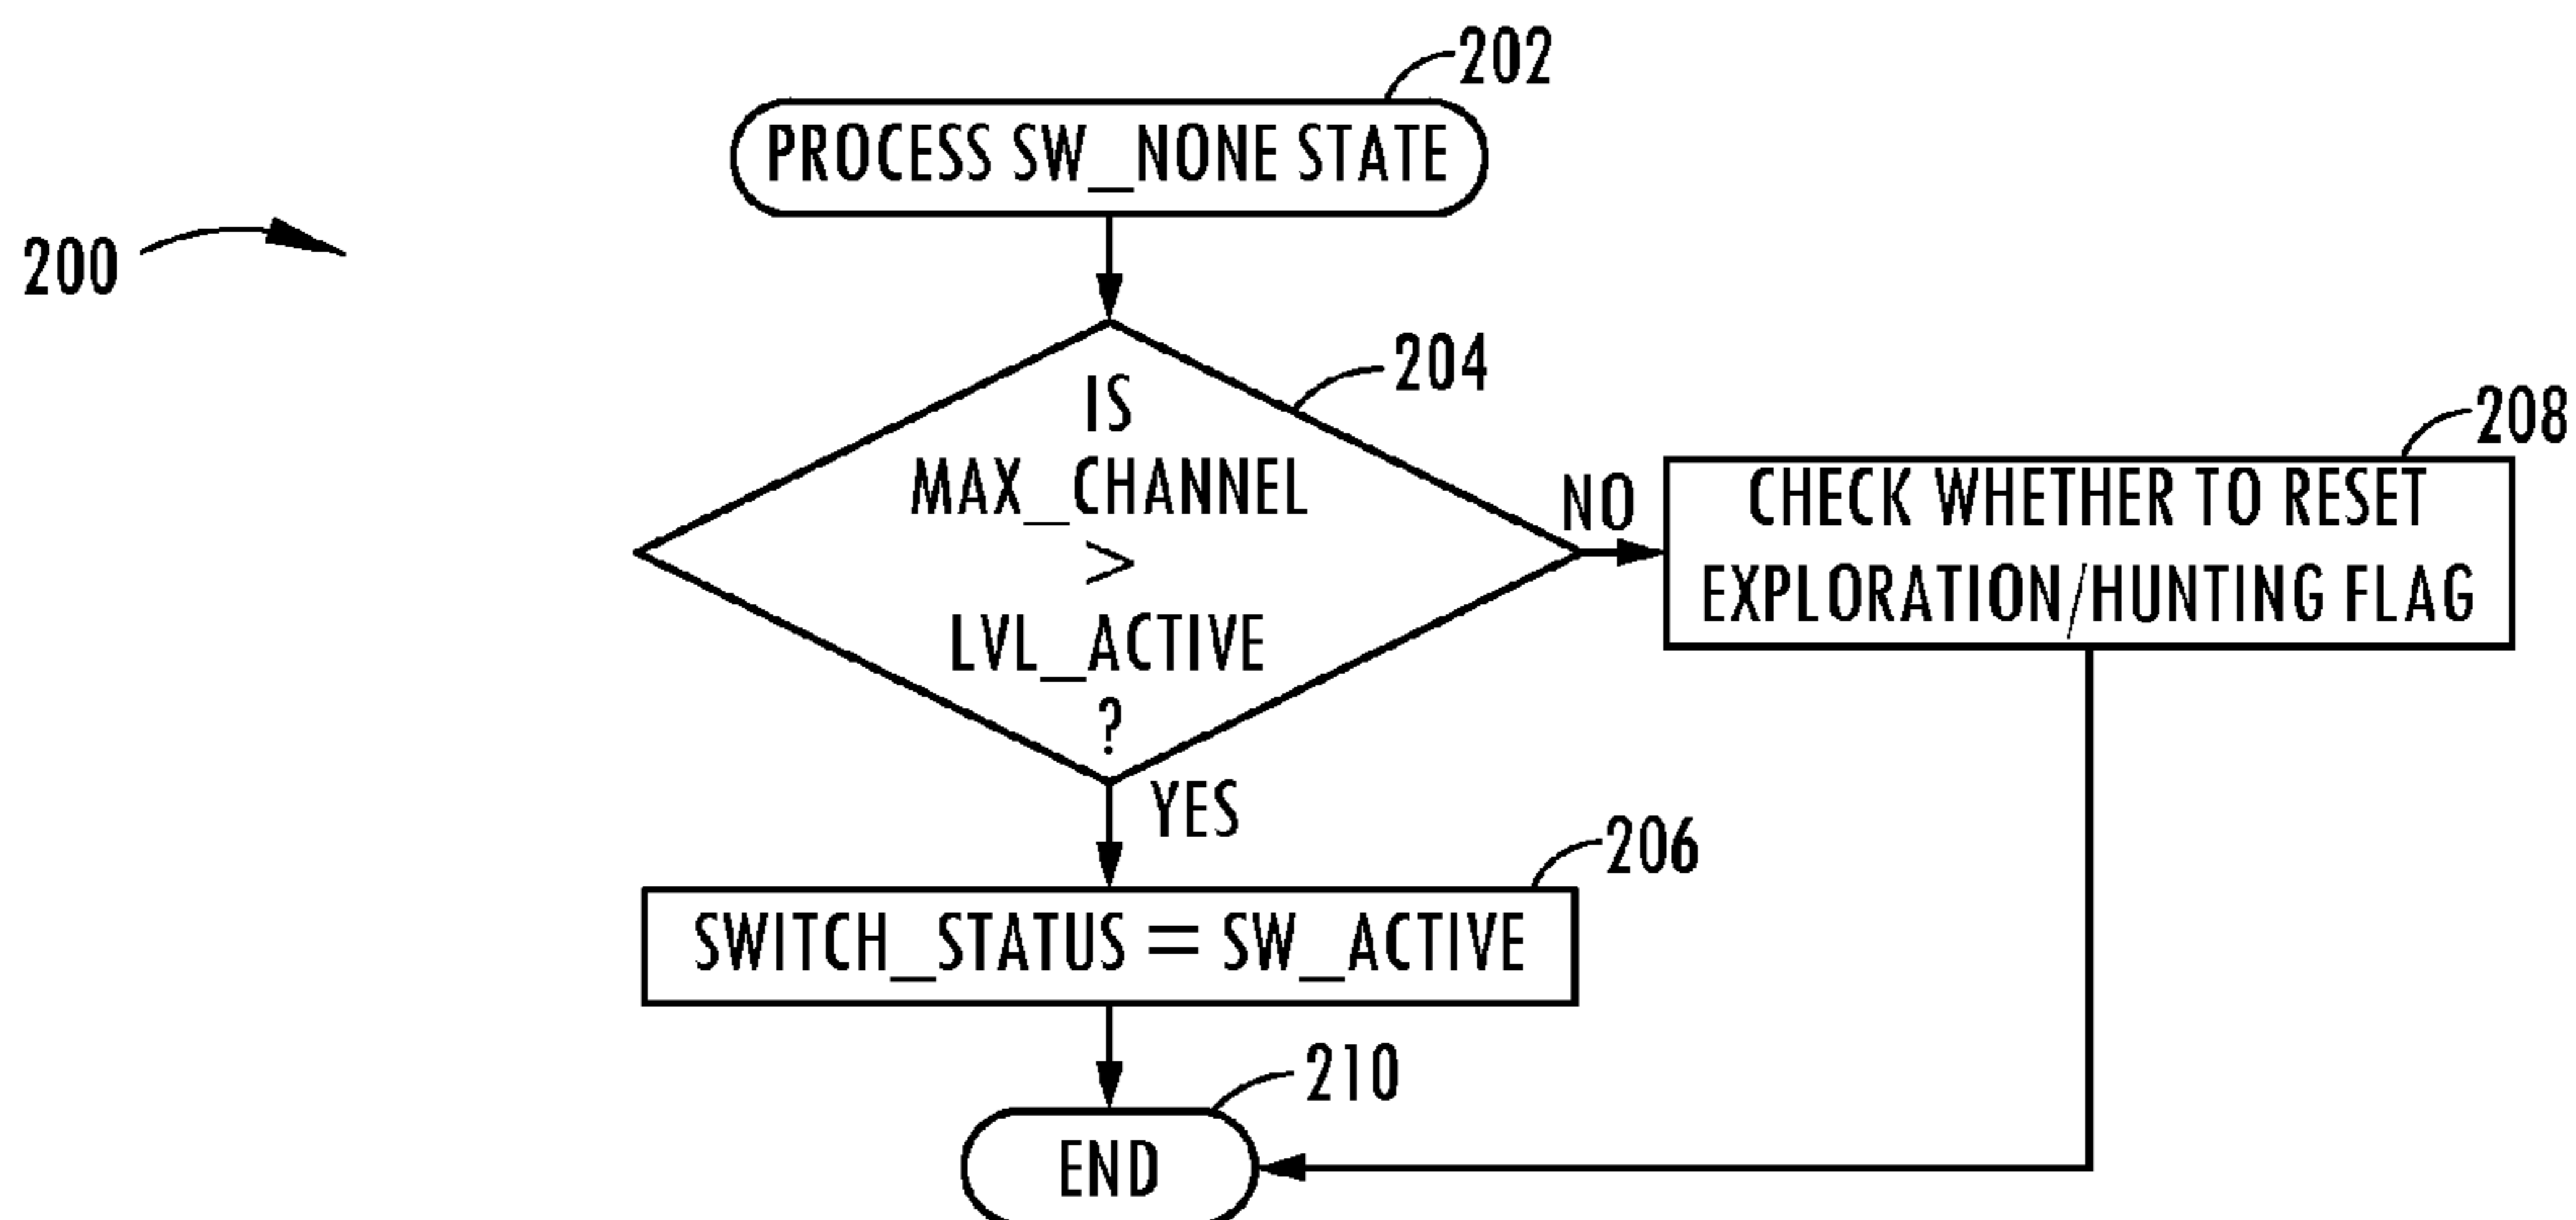 202
PROCESS SW_NONE STATE
200
204
IS
MAX_CHANNEL
>
LVL_ACTIVE
?
NO
208
CHECK WHETHER TO RESET
EXPLORATION/HUNTING FLAG
YES
206
SWITCH_STATUS = SW_ACTIVE
210
END